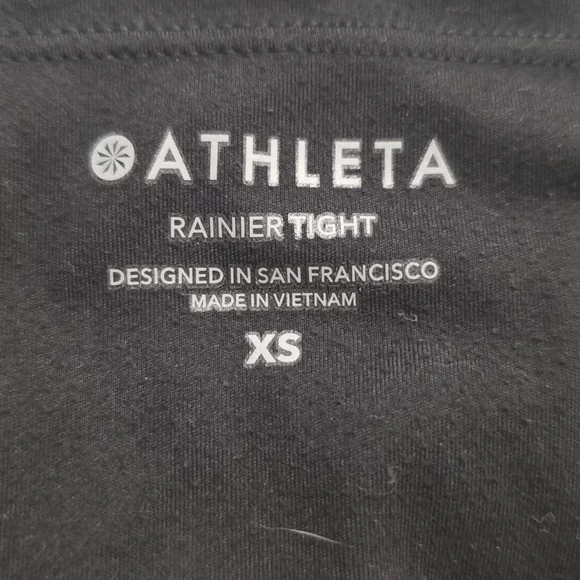 ATHLETA
RAINIER TIGHT
DESIGNED IN SAN FRANCISCO
MADE IN VIETNAM
XS